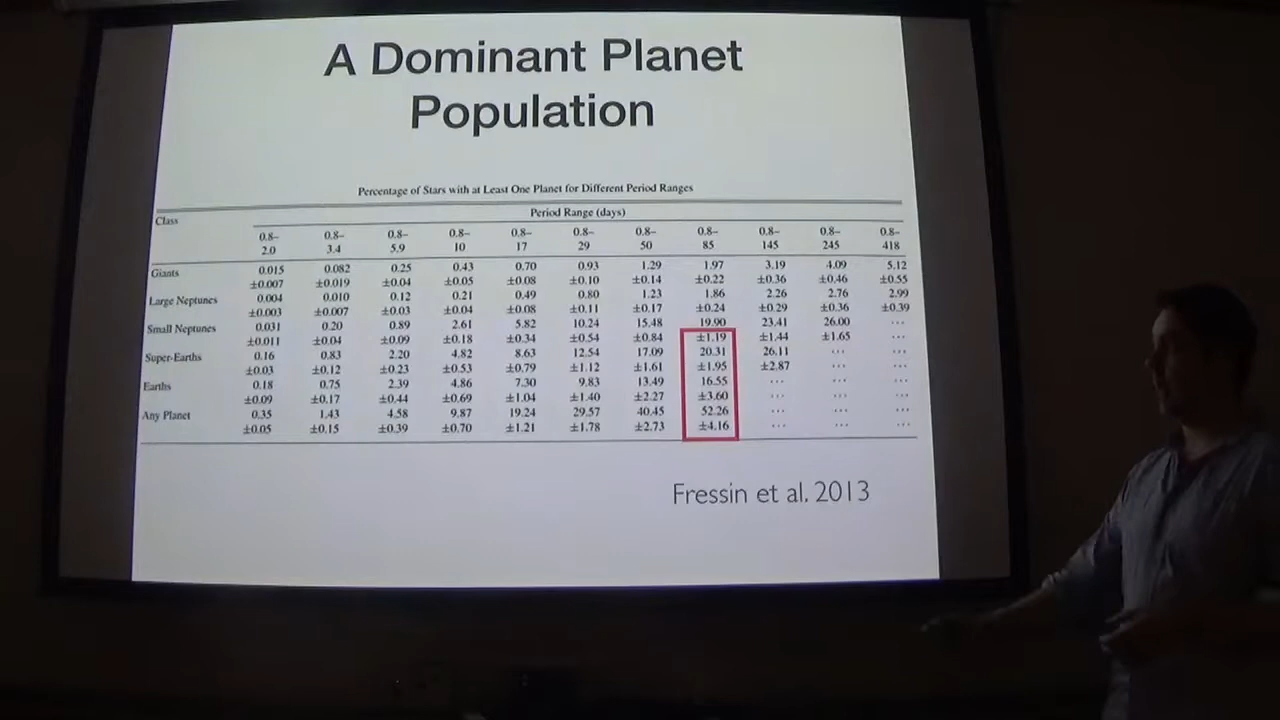 A Dominant Planet
Population
Percentage of Stars with at Least One Planet for Different Period Ranges
Class
Period Range (days)
0.8– 0.8– 0.8– 0.8– 0.8– 0.8– 0.8– 0.8– 0.8– 0.8– 0.8–
2.0 3.4 5.9 10 17 29 50 85 145 245 418
Giants 0.015 0.082 0.25 0.43 0.70 0.93 1.29 1.97 3.19 4.09 5.12
±0.007 ±0.019 ±0.04 ±0.05 ±0.08 ±0.10 ±0.14 ±0.22 ±0.36 ±0.46 ±0.55
Large Neptunes 0.004 0.010 0.12 0.21 0.49 0.80 1.23 1.86 2.26 2.76 2.99
±0.003 ±0.007 ±0.03 ±0.04 ±0.08 ±0.11 ±0.17 ±0.24 ±0.29 ±0.36 ±0.39
Small Neptunes 0.031 0.20 0.89 2.61 5.82 10.24 15.48 19.90 23.41 26.00 ...
±0.011 ±0.04 ±0.09 ±0.18 ±0.34 ±0.54 ±0.84 ±1.19 ±1.44 ±1.65 ...
Super-Earths 0.16 0.83 2.20 4.82 8.63 12.54 17.09 20.31 26.11 ... ...
±0.03 ±0.12 ±0.23 ±0.53 ±0.79 ±1.12 ±1.61 ±1.95 ±2.87 ... ...
Earths 0.18 0.75 2.39 4.86 7.30 9.83 13.49 16.55 ... ... ...
±0.09 ±0.17 ±0.44 ±0.69 ±1.04 ±1.40 ±2.27 ±3.60 ... ... ...
Any Planet 0.35 1.43 4.58 9.87 19.24 29.57 40.45 52.26 ... ... ...
±0.05 ±0.15 ±0.39 ±0.70 ±1.21 ±1.78 ±2.73 ±4.16 ... ... ...
Fressin et al. 2013